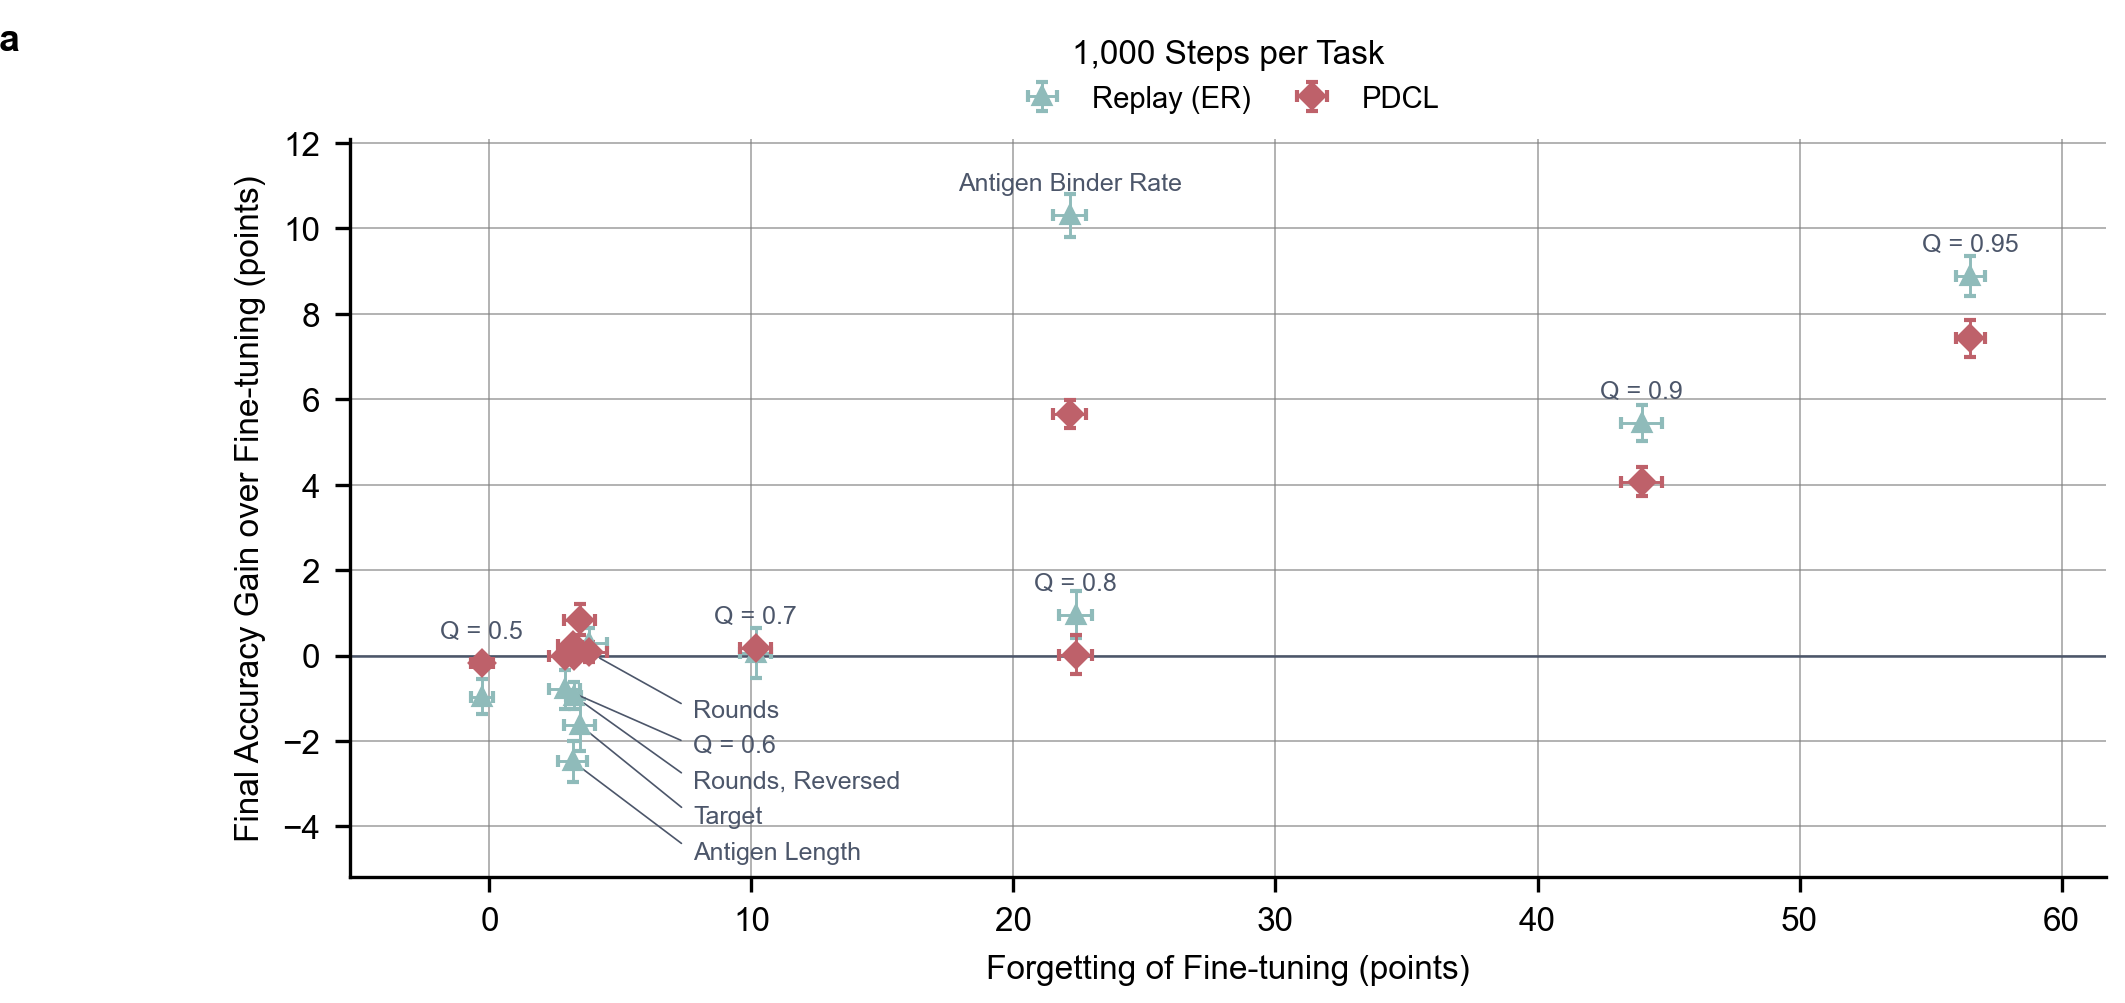 a
1,000 Steps per Task
Replay (ER) PDCL
Final Accuracy Gain over Fine-tuning (points)
12
10
8
6
4
2
0
−2
−4
Antigen Binder Rate
Q = 0.95
Q = 0.9
Q = 0.8
Q = 0.7
Q = 0.5
Rounds
Q = 0.6
Rounds, Reversed
Target
Antigen Length
0 10 20 30 40 50 60
Forgetting of Fine-tuning (points)